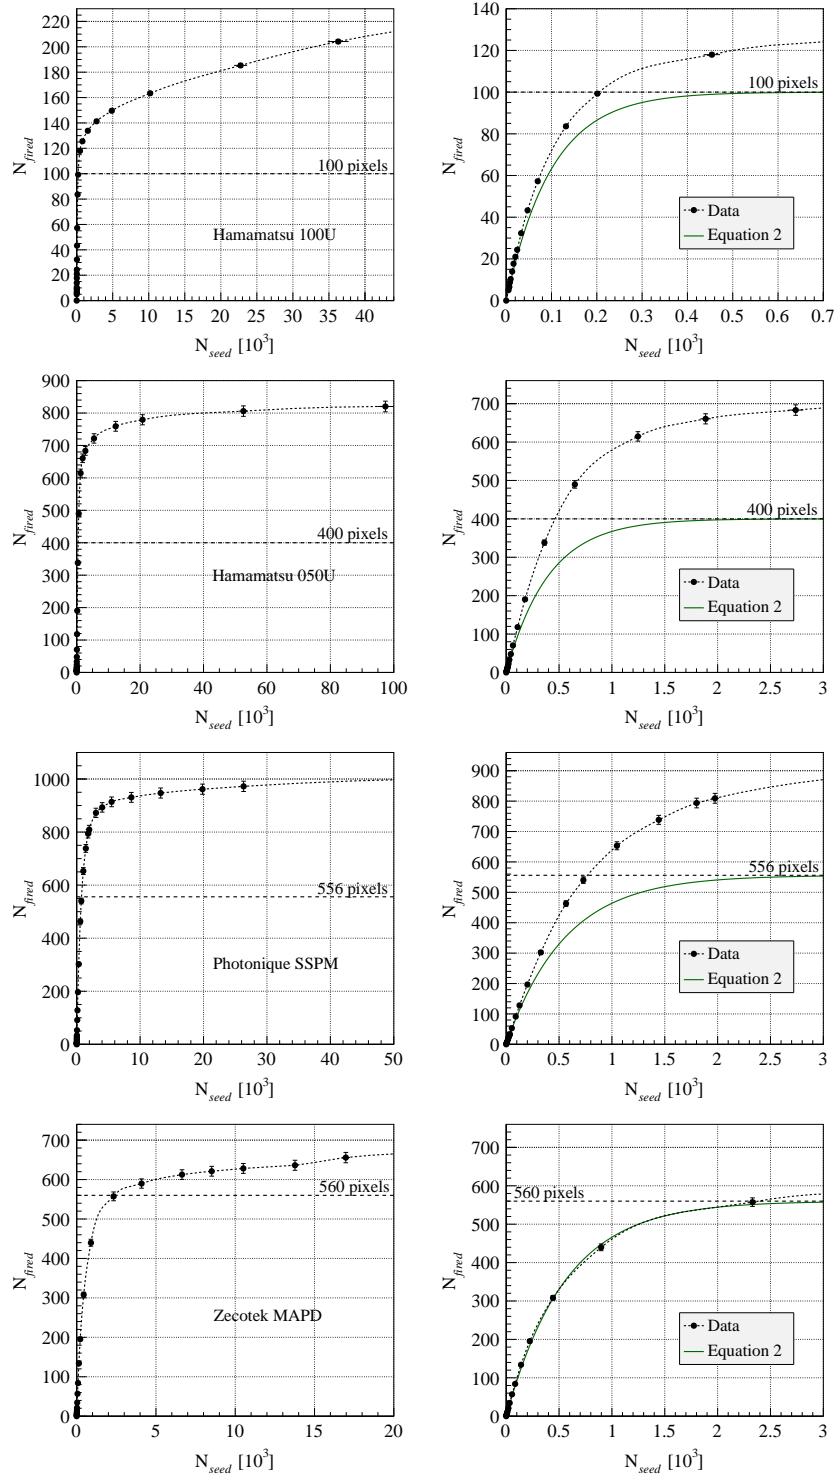 220
200
180
160
140
120
100
80
60
40
20
0
N_fired
100 pixels
Hamamatsu 100U
0 5 10 15 20 25 30 35 40
N_seed [10^3]
140
120
100
80
60
40
20
0
N_fired
100 pixels
Data
Equation 2
0 0.1 0.2 0.3 0.4 0.5 0.6 0.7
N_seed [10^3]
900
800
700
600
500
400
300
200
100
0
N_fired
400 pixels
Hamamatsu 050U
0 20 40 60 80 100
N_seed [10^3]
700
600
500
400
300
200
100
0
N_fired
400 pixels
Data
Equation 2
0 0.5 1 1.5 2 2.5 3
N_seed [10^3]
1000
800
600
400
200
0
N_fired
556 pixels
Photonique SSPM
0 10 20 30 40 50
N_seed [10^3]
900
800
700
600
500
400
300
200
100
0
N_fired
556 pixels
Data
Equation 2
0 0.5 1 1.5 2 2.5 3
N_seed [10^3]
700
600
500
400
300
200
100
0
N_fired
560 pixels
Zecotek MAPD
0 5 10 15 20
N_seed [10^3]
700
600
500
400
300
200
100
0
N_fired
560 pixels
Data
Equation 2
0 0.5 1 1.5 2 2.5 3
N_seed [10^3]